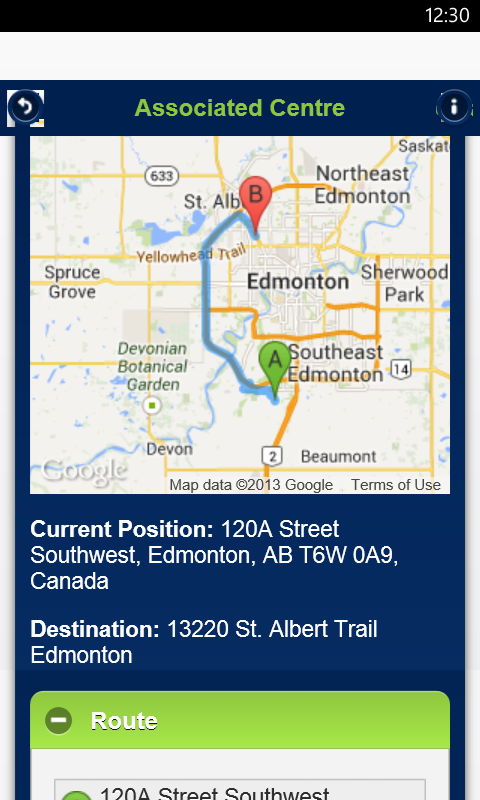 12:30
Associated Centre
Saskat
633
Northeast
Edmonton
B
St. Alb
Yellowhead Trail
Spruce
Grove
Edmonton
Sherwood
Park
Devonian
Botanical
Garden
A
Southeast
Edmonton
14
Devon
2
Beaumont
Google
Map data ©2013 Google Terms of Use
Current Position: 120A Street
Southwest, Edmonton, AB T6W 0A9,
Canada
Destination: 13220 St. Albert Trail
Edmonton
Route
120A Street Southwest